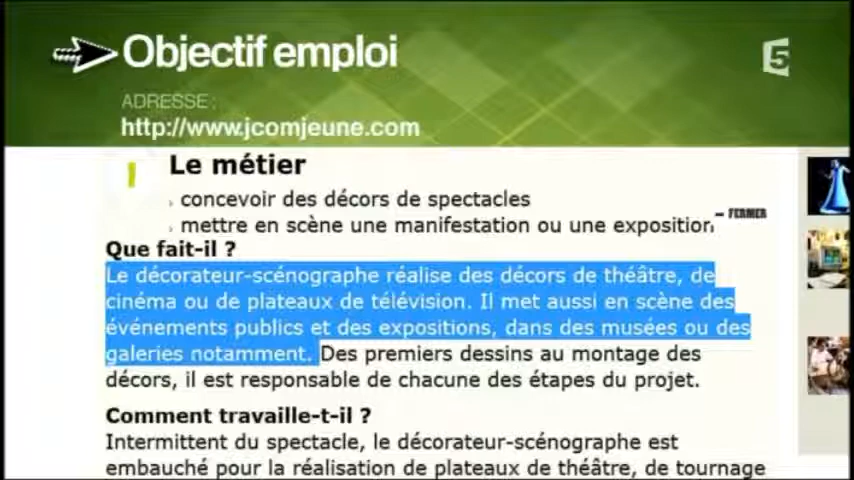 Objectif emploi
5
ADRESSE :
http://www.jcomjeune.com
Le métier
concevoir des décors de spectacles
mettre en scène une manifestation ou une exposition
FERMER
Que fait-il ?
Le décorateur-scénographe réalise des décors de théâtre, de
cinéma ou de plateaux de télévision. Il met aussi en scène des
événements publics et des expositions, dans des musées ou des
galeries notamment. Des premiers dessins au montage des
décors, il est responsable de chacune des étapes du projet.
Comment travaille-t-il ?
Intermittent du spectacle, le décorateur-scénographe est
embauché pour la réalisation de plateaux de théâtre, de tournage